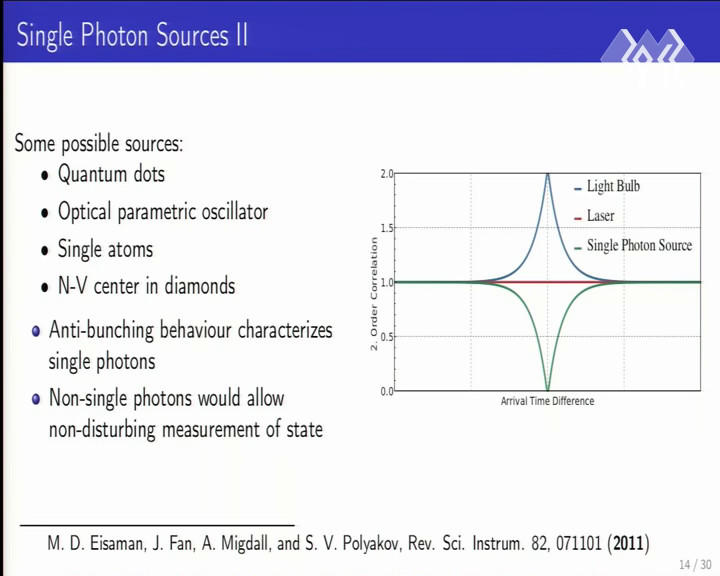 Single Photon Sources II
Some possible sources:
• Quantum dots
• Optical parametric oscillator
• Single atoms
• N-V center in diamonds
Anti-bunching behaviour characterizes
single photons
Non-single photons would allow
non-disturbing measurement of state
2.0
1.5
1.0
0.5
0.0
2. Order Correlation
Light Bulb
Laser
Single Photon Source
Arrival Time Difference
M. D. Eisaman, J. Fan, A. Migdall, and S. V. Polyakov, Rev. Sci. Instrum. 82, 071101 (2011)
14 / 30